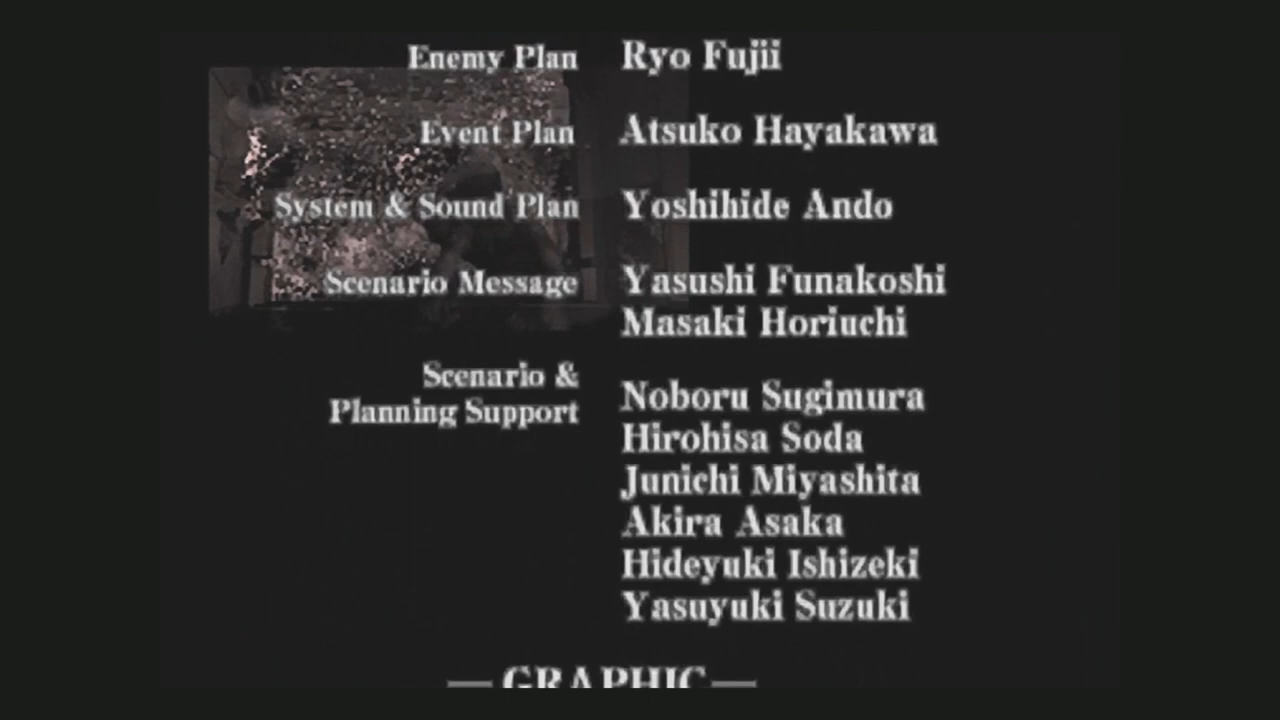 Enemy Plan Ryo Fujii
Event Plan Atsuko Hayakawa
System & Sound Plan Yoshihide Ando
Scenario Message Yasushi Funakoshi
Masaki Horiuchi
Scenario &
Planning Support Noboru Sugimura
Hirohisa Soda
Junichi Miyashita
Akira Asaka
Hideyuki Ishizeki
Yasuyuki Suzuki
— GRAPHIC —